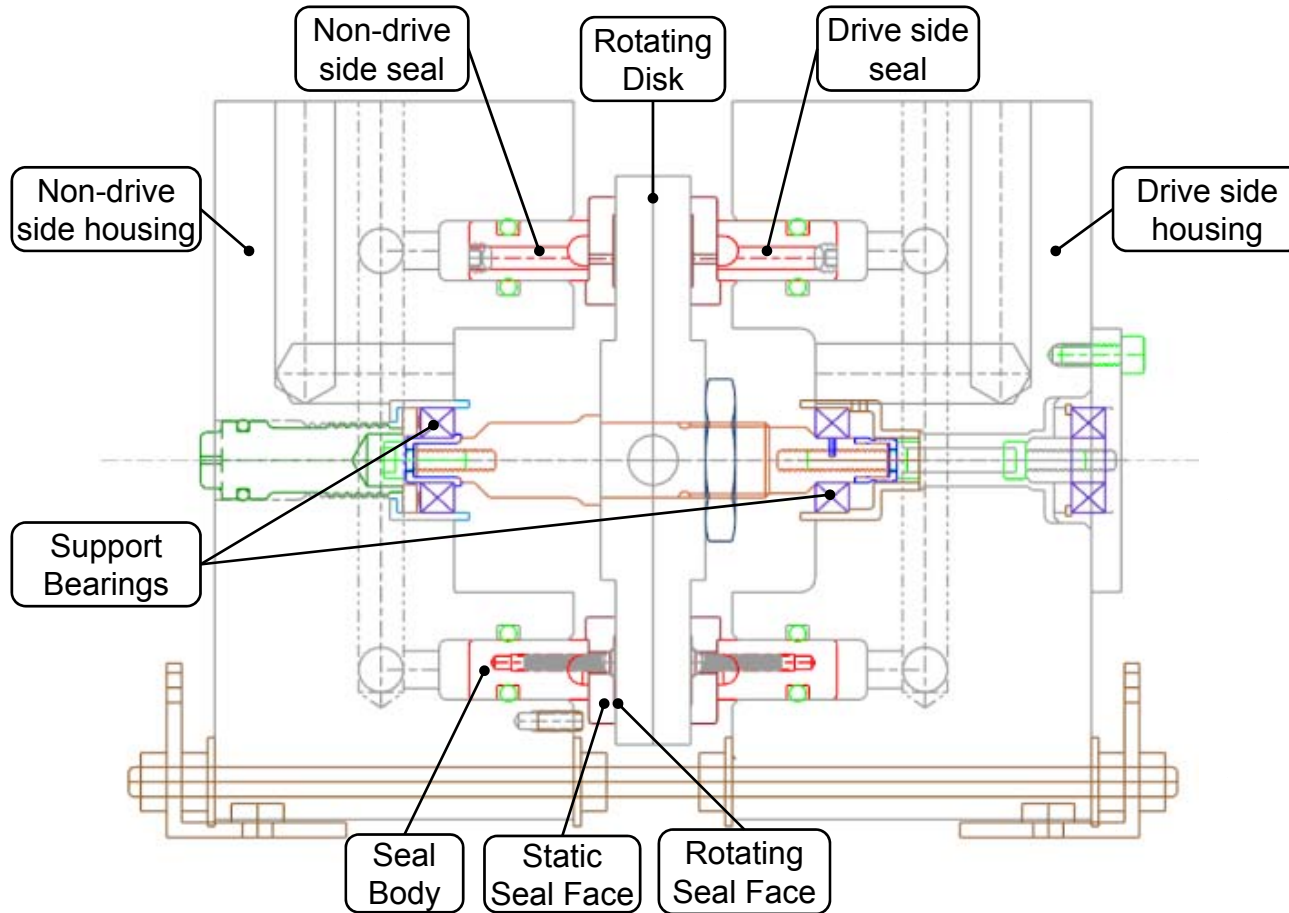 Non-drive
side seal
Rotating
Disk
Drive side
seal
Non-drive
side housing
Drive side
housing
Support
Bearings
Seal
Body
Static
Seal Face
Rotating
Seal Face